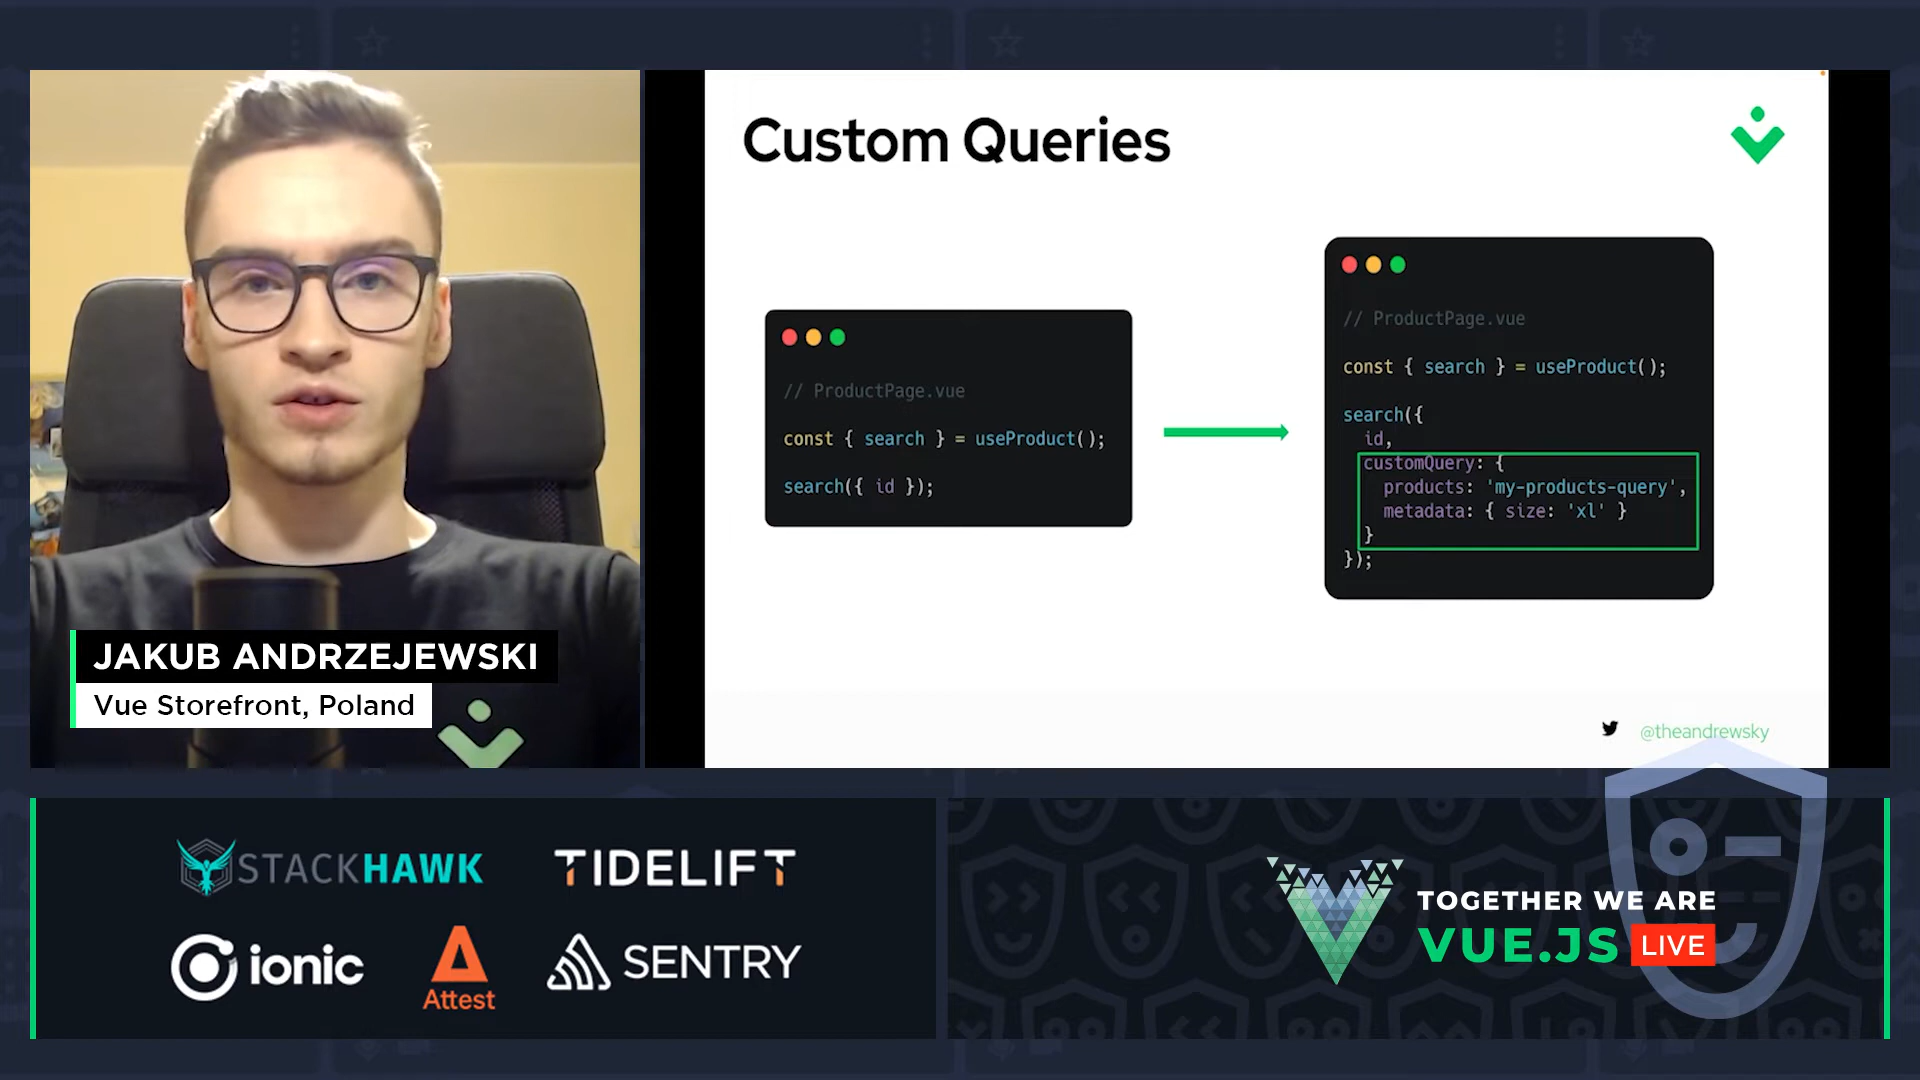 Custom Queries
// ProductPage.vue
const { search } = useProduct();
search({ id });
// ProductPage.vue
const { search } = useProduct();
search({
id,
customQuery: {
products: 'my-products-query',
metadata: { size: 'xl' }
}
});
@theandrewsky
JAKUB ANDRZEJEWSKI
Vue Storefront, Poland
STACKHAWK
TIDELIFT
ionic
Attest
SENTRY
TOGETHER WE ARE
VUE.JS LIVE